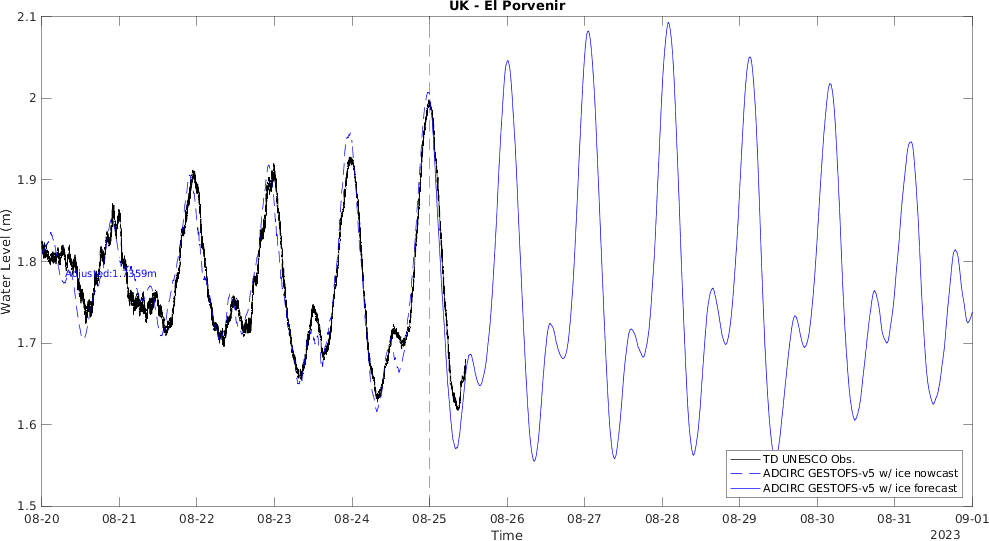 UK - El Porvenir
2.1
2
1.9
1.8
1.7
1.6
1.5
Water Level (m)
Adjusted:1.7359m
TD UNESCO Obs.
ADCIRC GESTOFS-v5 w/ ice nowcast
ADCIRC GESTOFS-v5 w/ ice forecast
08-20 08-21 08-22 08-23 08-24 08-25 08-26 08-27 08-28 08-29 08-30 08-31 09-01
Time
2023